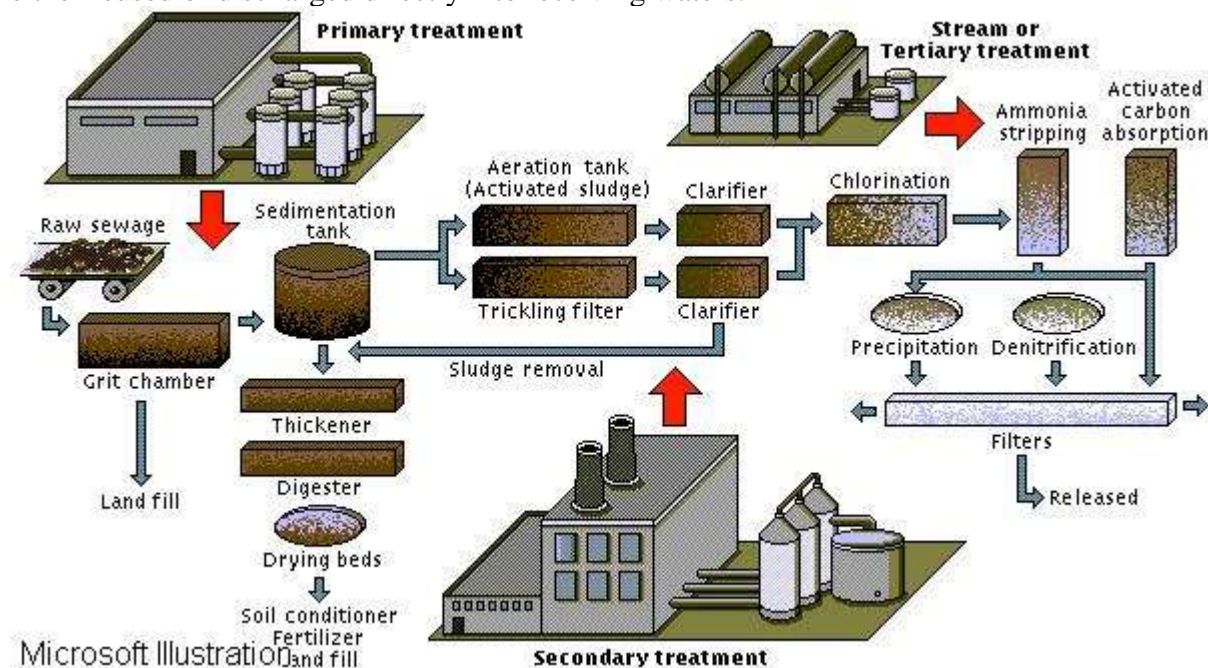 Primary treatment
Stream or
Tertiary treatment
Ammonia
stripping
Activated
carbon
absorption
Raw sewage
Sedimentation
tank
Aeration tank
(Activated sludge)
Clarifier
Chlorination
Trickling filter
Clarifier
Grit chamber
Sludge removal
Precipitation
Denitrification
Thickener
Filters
Land fill
Digester
Released
Drying beds
Soil conditioner
Fertilizer
Land fill
Microsoft Illustration
Secondary treatment